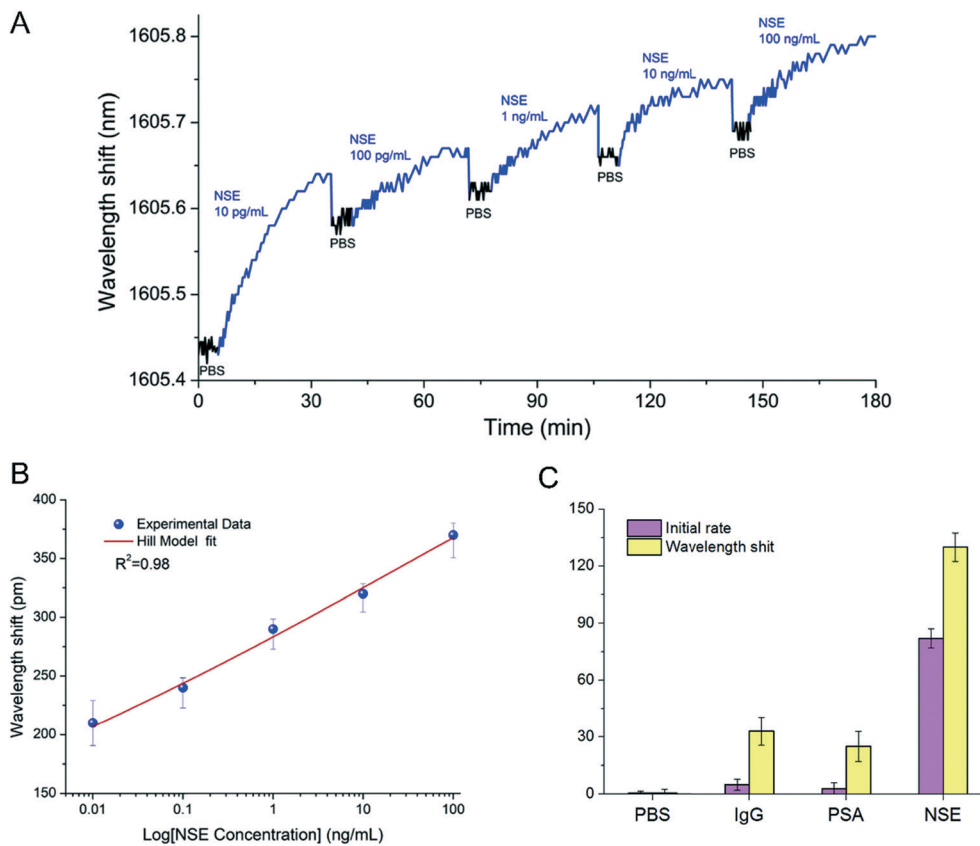 A
Wavelength shift (nm)
1605.8
1605.7
1605.6
1605.5
1605.4
NSE
10 pg/mL
NSE
100 pg/mL
NSE
1 ng/mL
NSE
10 ng/mL
NSE
100 ng/mL
PBS
PBS
PBS
PBS
PBS
0 30 60 90 120 150 180
Time (min)
B
Wavelength shift (pm)
400
350
300
250
200
150
Experimental Data
Hill Model fit
R²=0.98
0.01 0.1 1 10 100
Log[NSE Concentration] (ng/mL)
C
150
120
90
60
30
0
Initial rate
Wavelength shit
PBS IgG PSA NSE